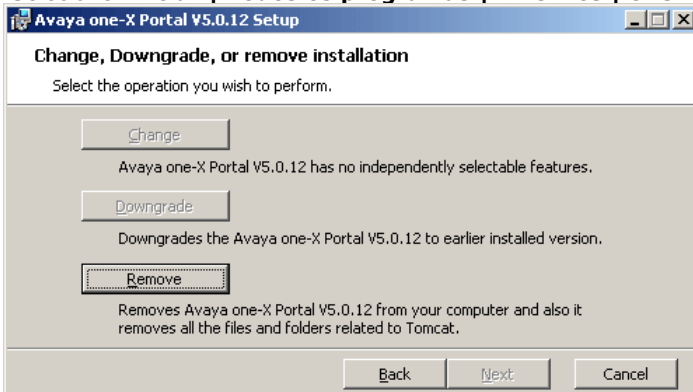 Avaya one-X Portal V5.0.12 Setup
Change, Downgrade, or remove installation
Select the operation you wish to perform.
Change
Avaya one-X Portal V5.0.12 has no independently selectable features.
Downgrade
Downgrades the Avaya one-X Portal V5.0.12 to earlier installed version.
Remove
Removes Avaya one-X Portal V5.0.12 from your computer and also it
removes all the files and folders related to Tomcat.
Back Next Cancel